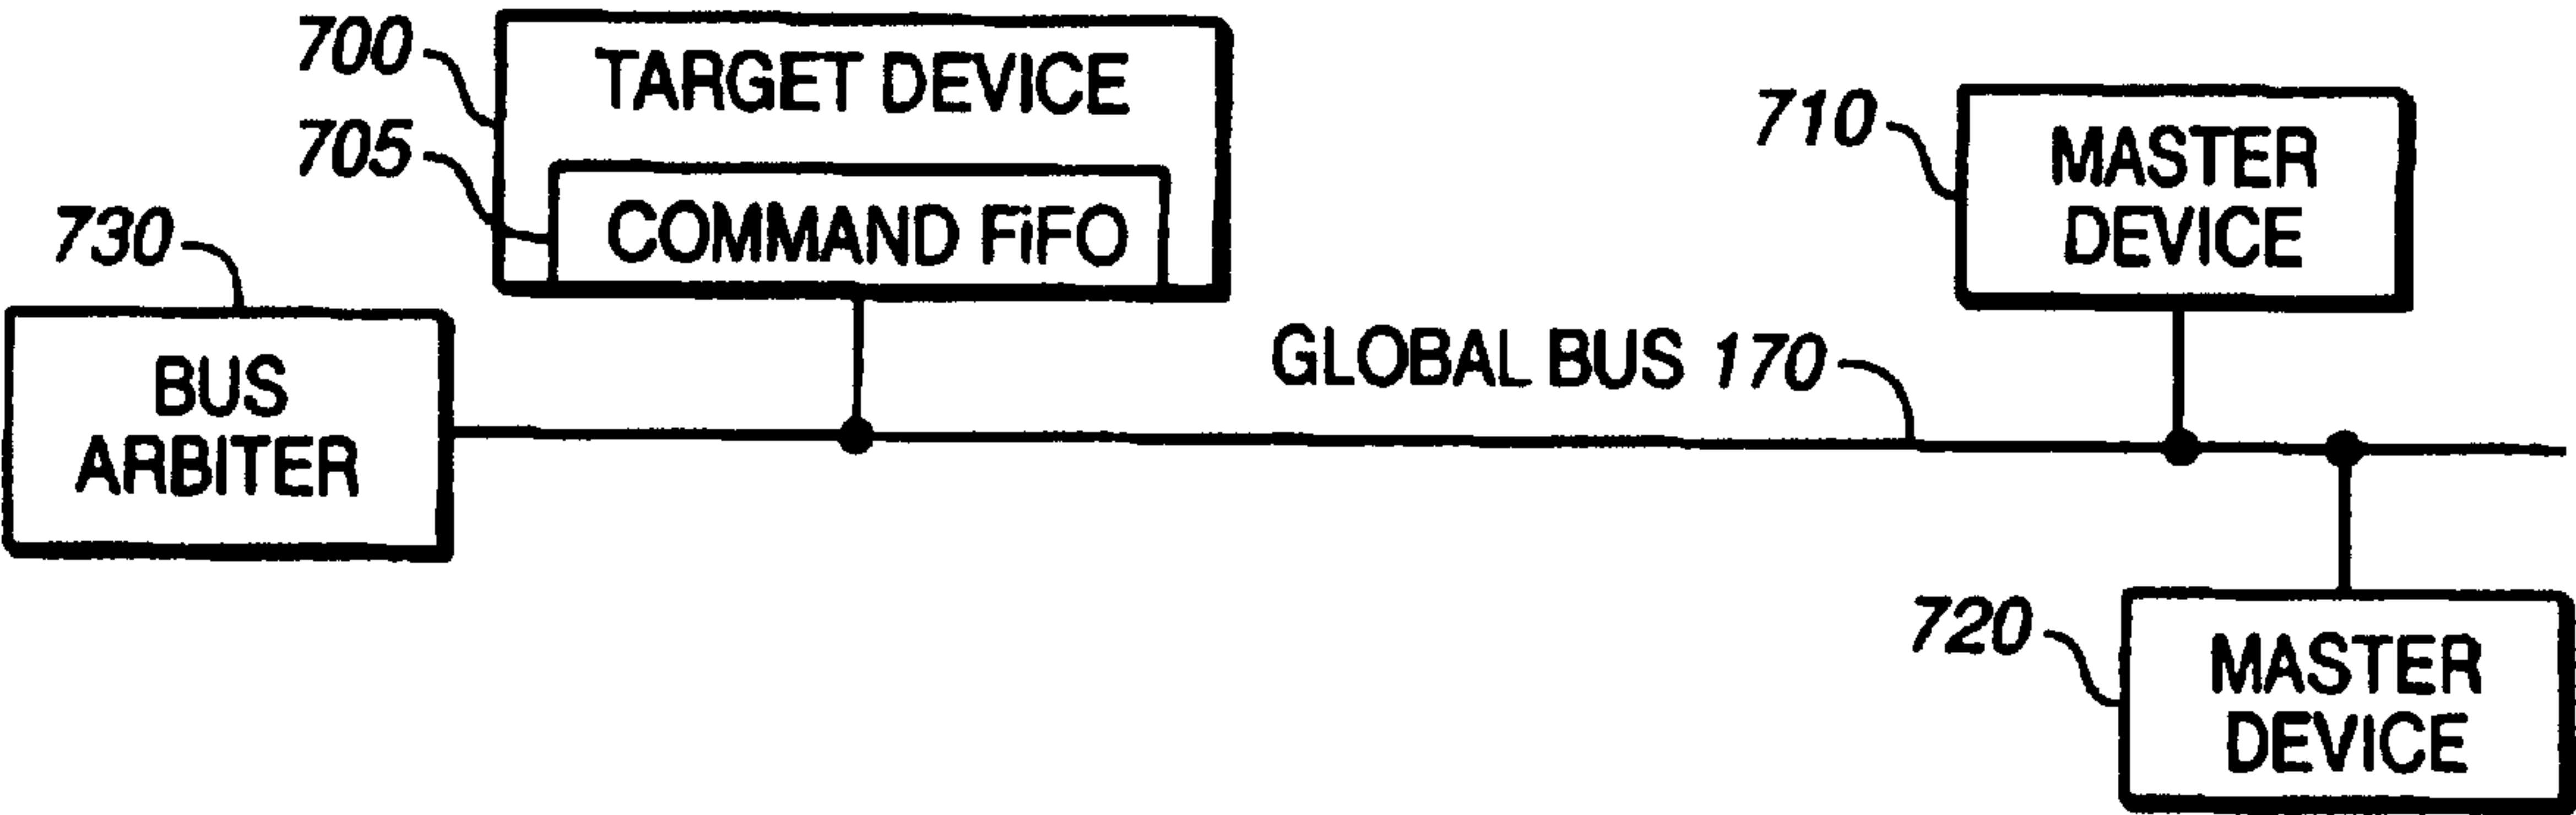 700
TARGET DEVICE
705
COMMAND FiFO
710
MASTER
DEVICE
730
BUS
ARBITER
GLOBAL BUS 170
720
MASTER
DEVICE